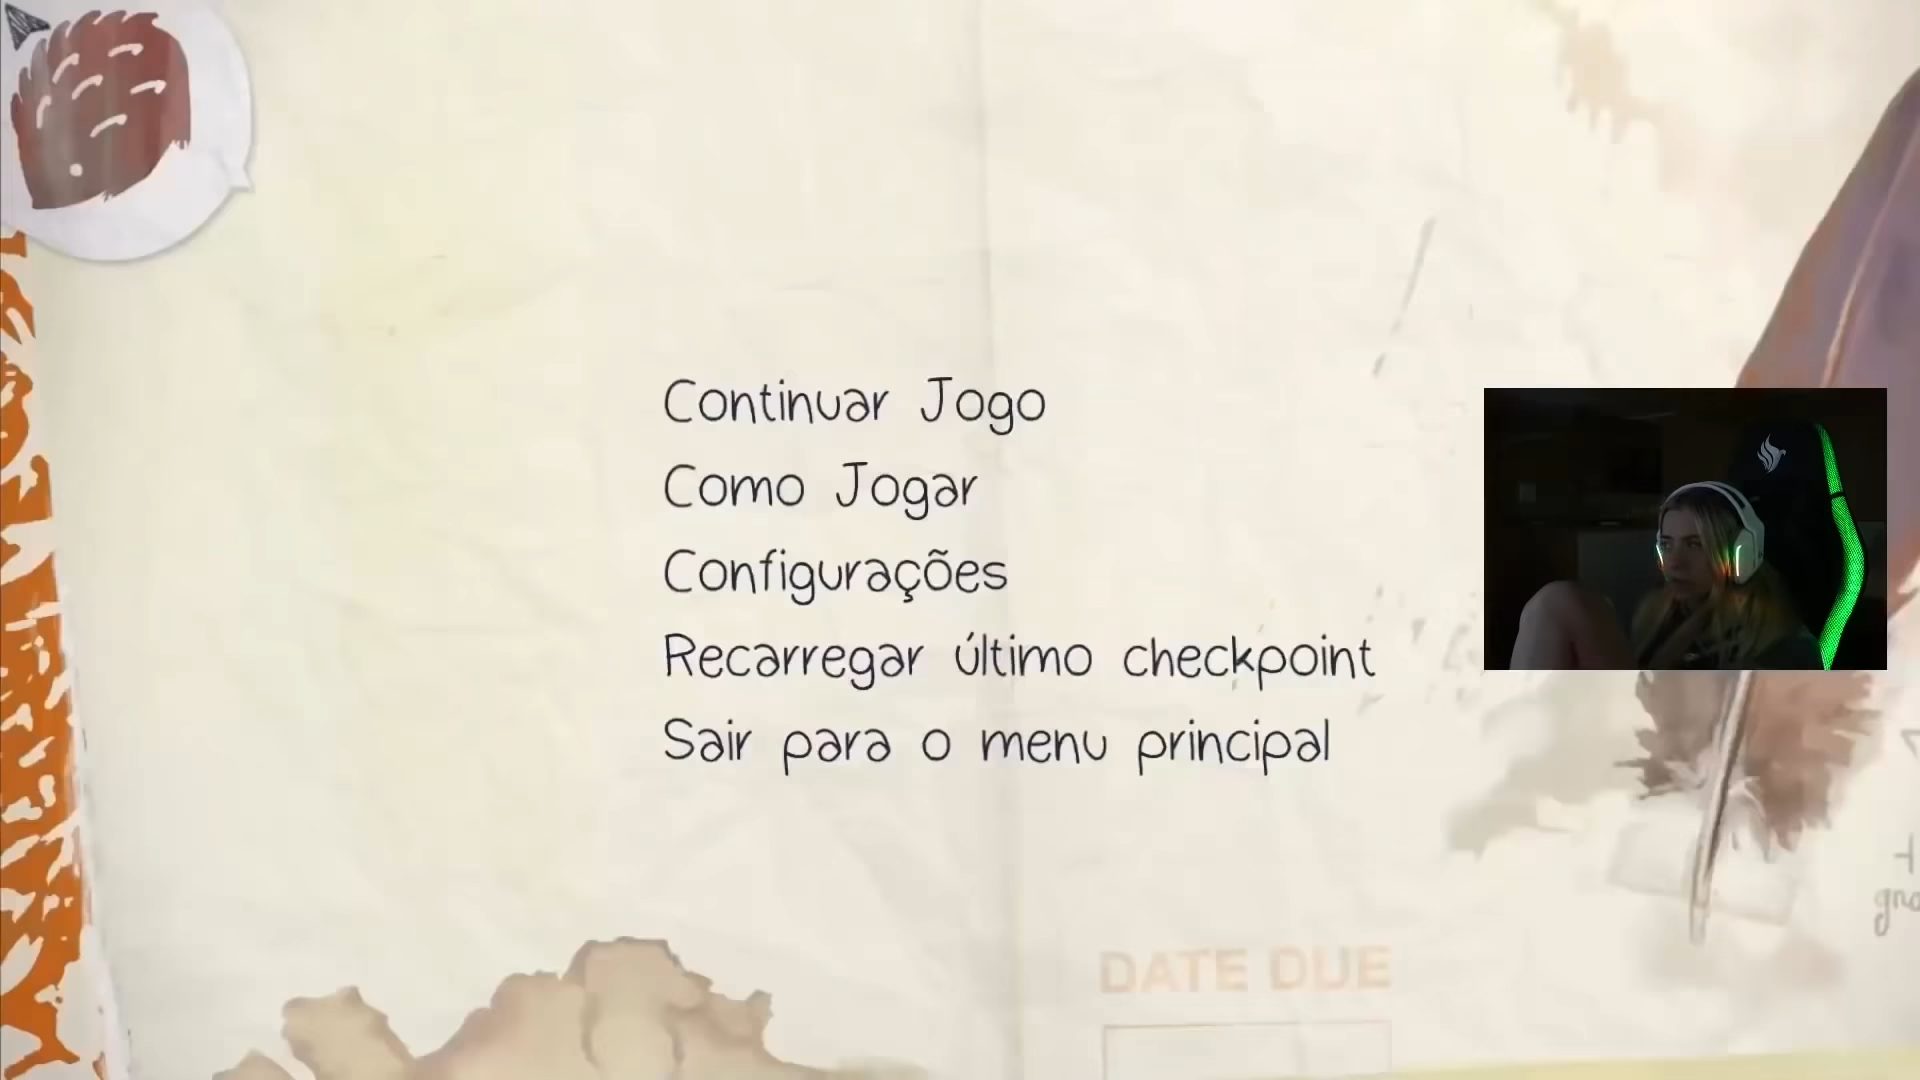 Continuar Jogo
Como Jogar
Configurações
Recarregar último checkpoint
Sair para o menu principal
DATE DUE